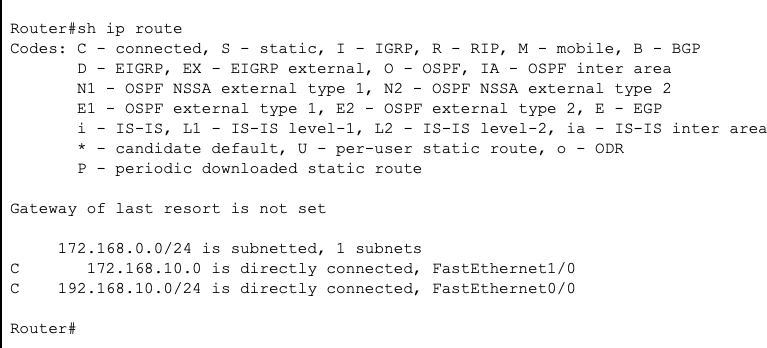 Router#sh ip route
Codes: C - connected, S - static, I - IGRP, R - RIP, M - mobile, B - BGP
       D - EIGRP, EX - EIGRP external, O - OSPF, IA - OSPF inter area
       N1 - OSPF NSSA external type 1, N2 - OSPF NSSA external type 2
       E1 - OSPF external type 1, E2 - OSPF external type 2, E - EGP
       i - IS-IS, L1 - IS-IS level-1, L2 - IS-IS level-2, ia - IS-IS inter area
       * - candidate default, U - per-user static route, o - ODR
       P - periodic downloaded static route
Gateway of last resort is not set
     172.168.0.0/24 is subnetted, 1 subnets
C       172.168.10.0 is directly connected, FastEthernet1/0
C    192.168.10.0/24 is directly connected, FastEthernet0/0
Router#